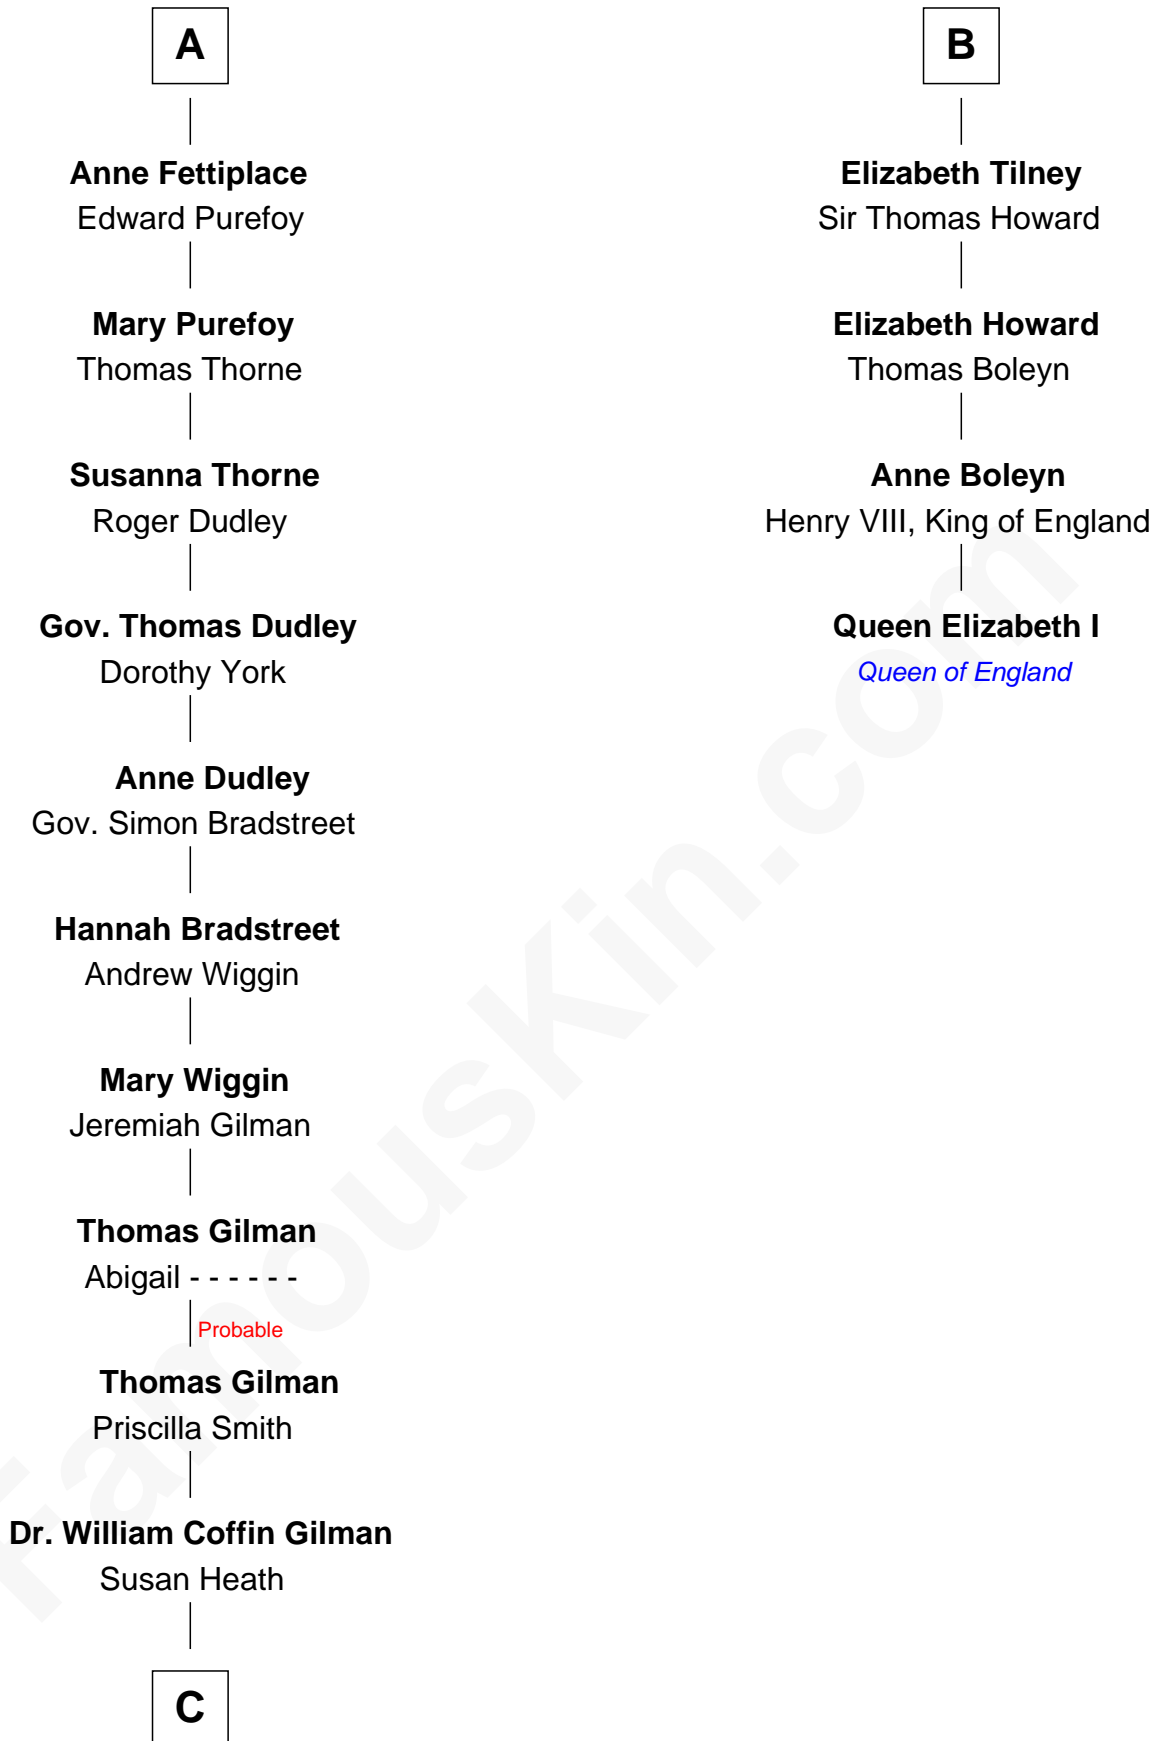 A
Anne Fettiplace
Edward Purefoy
Mary Purefoy
Thomas Thorne
Susanna Thorne
Roger Dudley
Gov. Thomas Dudley
Dorothy York
Anne Dudley
Gov. Simon Bradstreet
Hannah Bradstreet
Andrew Wiggin
Mary Wiggin
Jeremiah Gilman
Thomas Gilman
Abigail - - - - - -
Probable
Thomas Gilman
Priscilla Smith
Dr. William Coffin Gilman
Susan Heath
C
B
Elizabeth Tilney
Sir Thomas Howard
Elizabeth Howard
Thomas Boleyn
Anne Boleyn
Henry VIII, King of England
Queen Elizabeth I
Queen of England
FamousKin.com